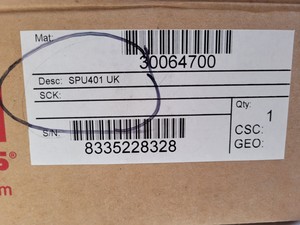 Mat:
30064700
Desc: SPU401 UK
SCK:
Qty:
1
S/N:
8335228328
CSC:
GEO: